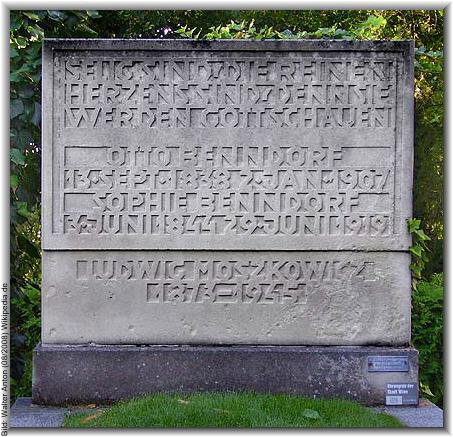 SELIG SIND DIE REINEN
HERZENS SIND DENN SIE
WERDEN GOTT SCHAUEN
OTTO BENNDORF
13·SEPT·1838 2·JAN·1907
SOPHIE BENNDORF
3·JUNI 1844 29·JUNI 1919
LUDWIG MOSZKOWICZ
1873–1945
Ehrengrab der
Stadt Wien
Bild: Walter Anton (08/2008) Wikipedia.de